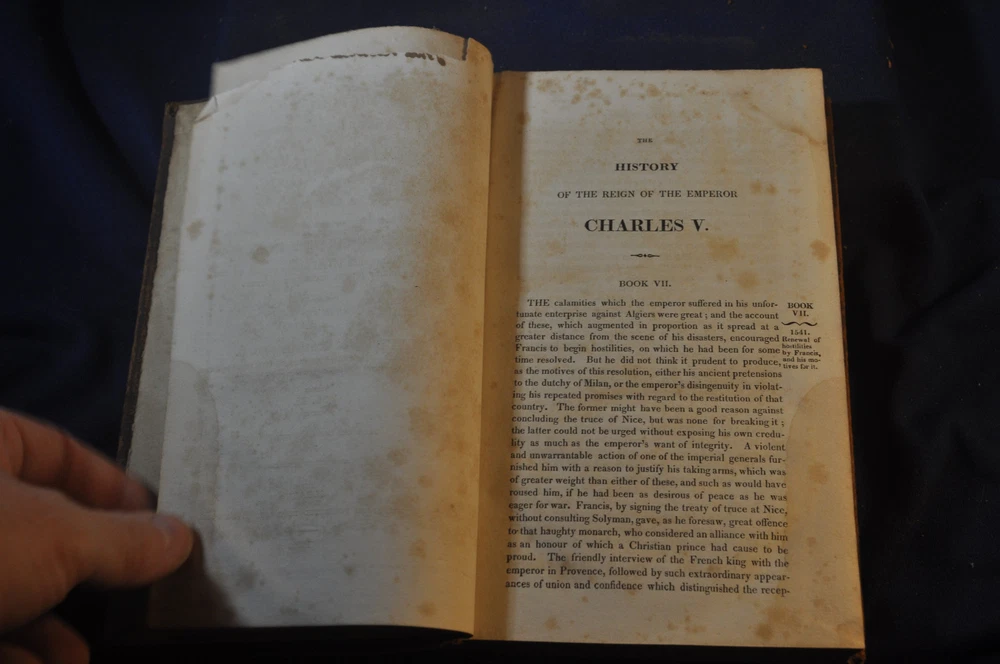 THE
HISTORY
OF THE REIGN OF THE EMPEROR
CHARLES V.
BOOK VII.
THE calamities which the emperor suffered in his unfor-
tunate enterprise against Algiers were great; and the account
of these, which augmented in proportion as it spread at a
greater distance from the scene of his disasters, encouraged
Francis to begin hostilities, on which he had been for some
time resolved. But he did not think it prudent to produce,
as the motives of this resolution, either his ancient pretensions
to the dutchy of Milan, or the emperor's disingenuity in violat-
ing his repeated promises with regard to the restitution of that
country. The former might have been a good reason against
concluding the truce of Nice, but was none for breaking it;
the latter could not be urged without exposing his own credu-
lity as much as the emperor's want of integrity. A violent
and unwarrantable action of one of the imperial generals fur-
nished him with a reason to justify his taking arms, which was
of greater weight than either of these, and such as would have
roused him, if he had been as desirous of peace as he was
eager for war. Francis, by signing the treaty of truce at Nice,
without consulting Solyman, gave, as he foresaw, great offence
to that haughty monarch, who considered an alliance with him
as an honour of which a Christian prince had cause to be
proud. The friendly interview of the French king with the
emperor in Provence, followed by such extraordinary appear-
ances of union and confidence which distinguished the recep-
BOOK
VII.
1541.
Renewal of
hostilities
by Francis,
and his mo-
tives for it.